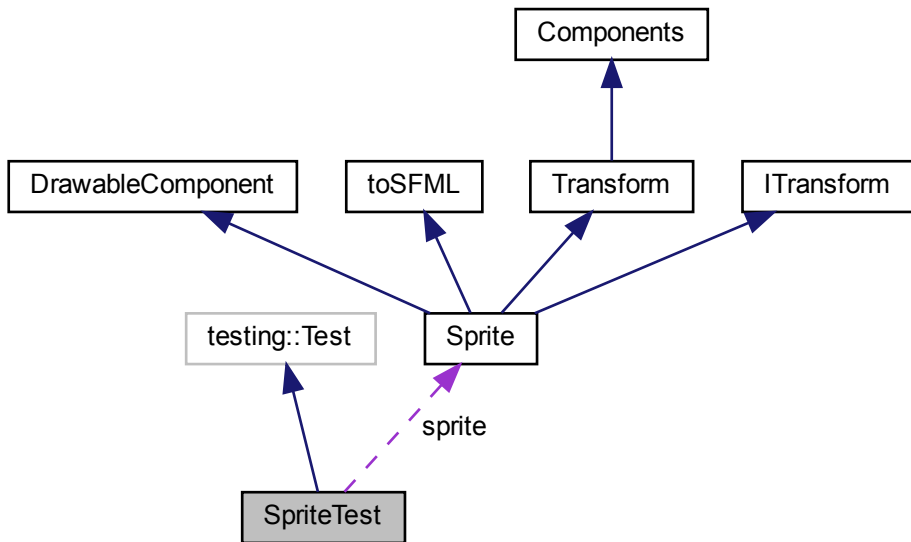 Components
DrawableComponent
toSFML
Transform
ITransform
testing::Test
Sprite
sprite
SpriteTest